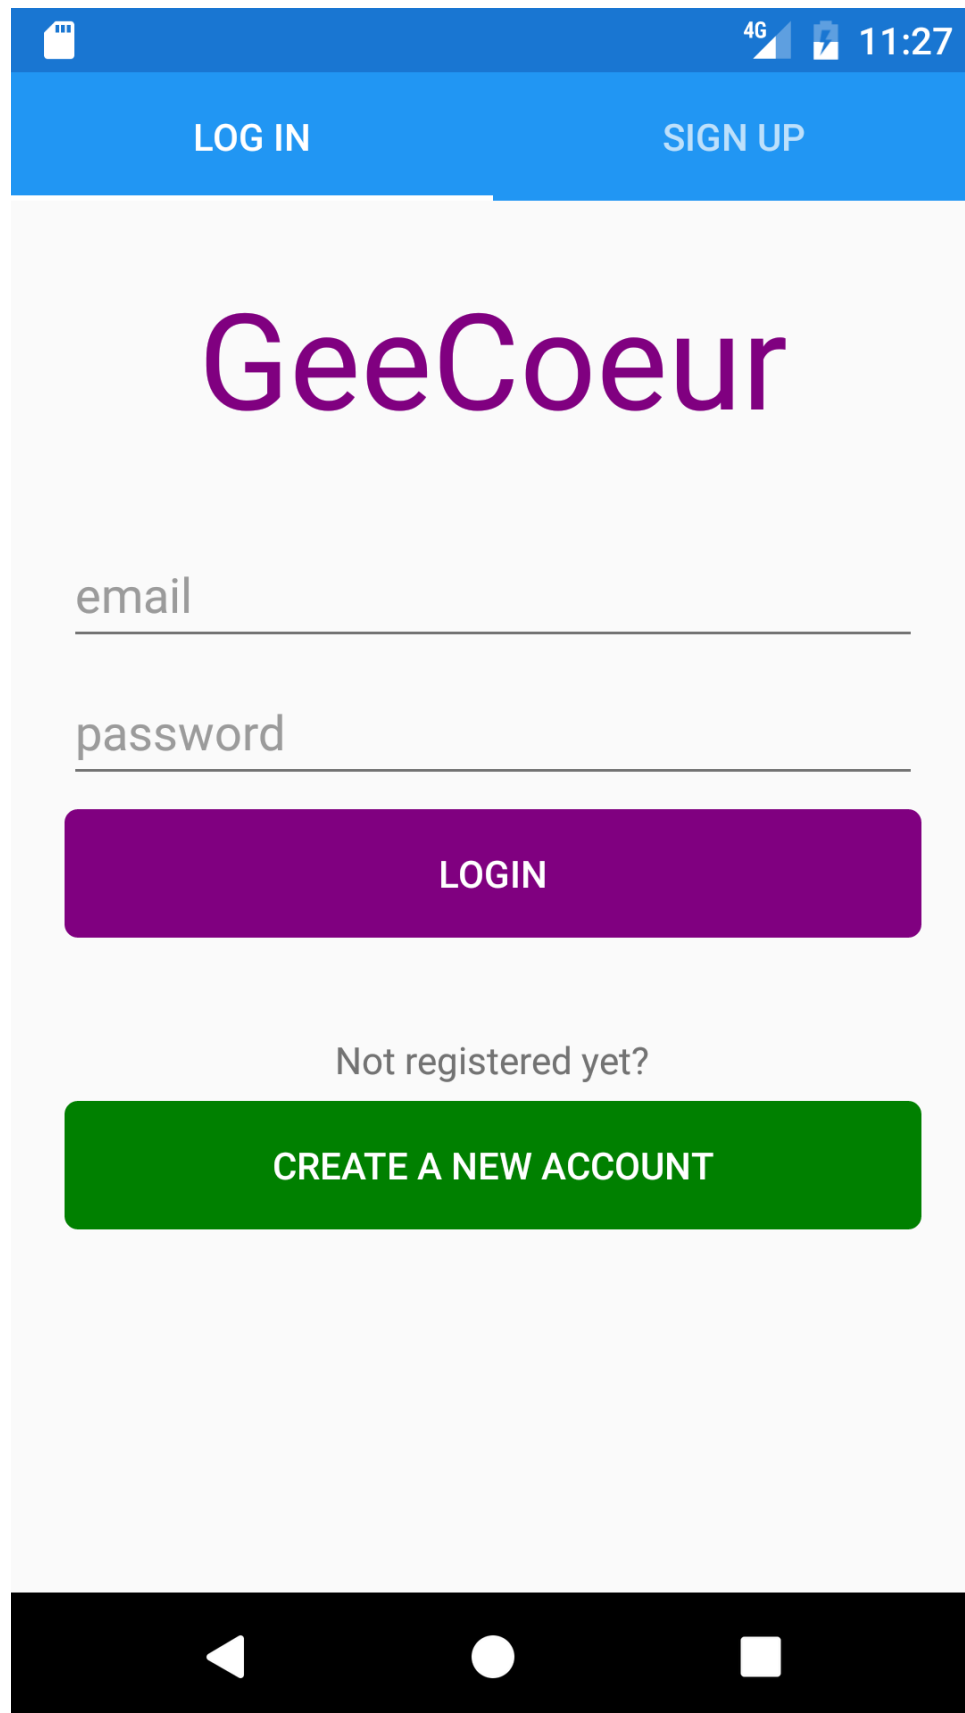 4G 11:27
LOG IN SIGN UP
GeeCoeur
email
password
LOGIN
Not registered yet?
CREATE A NEW ACCOUNT